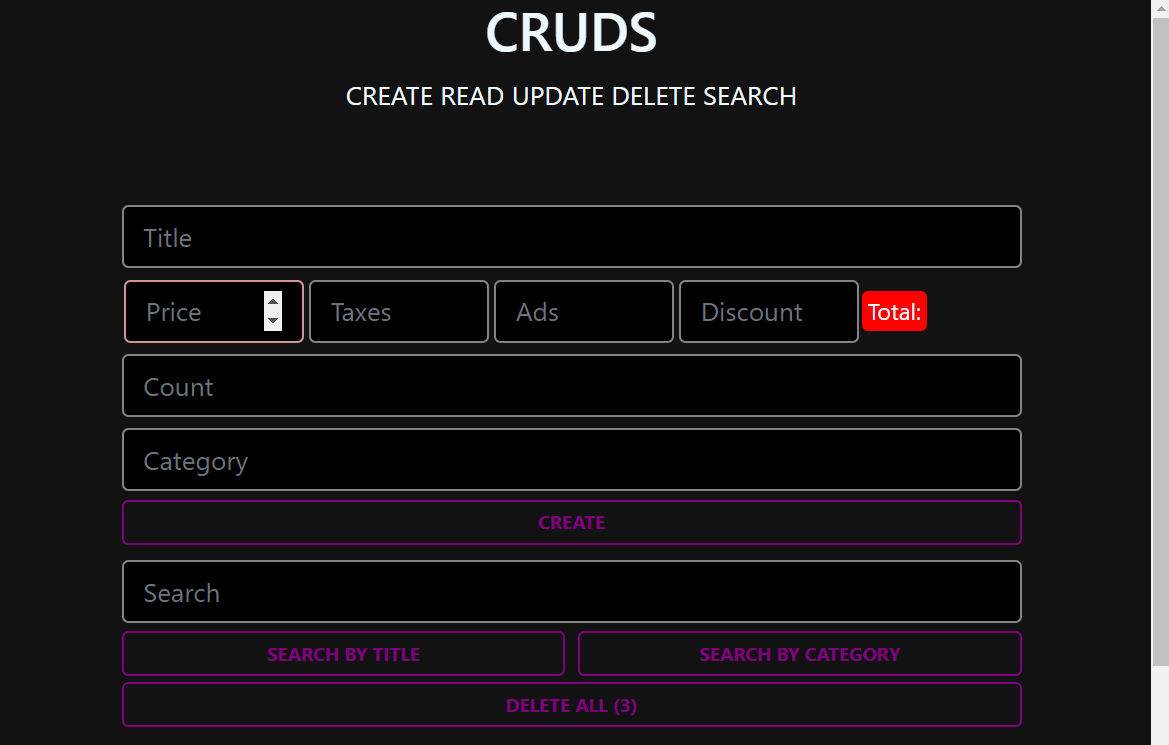 CRUDS
CREATE READ UPDATE DELETE SEARCH
Title
Price Taxes Ads Discount Total:
Count
Category
CREATE
Search
SEARCH BY TITLE SEARCH BY CATEGORY
DELETE ALL (3)